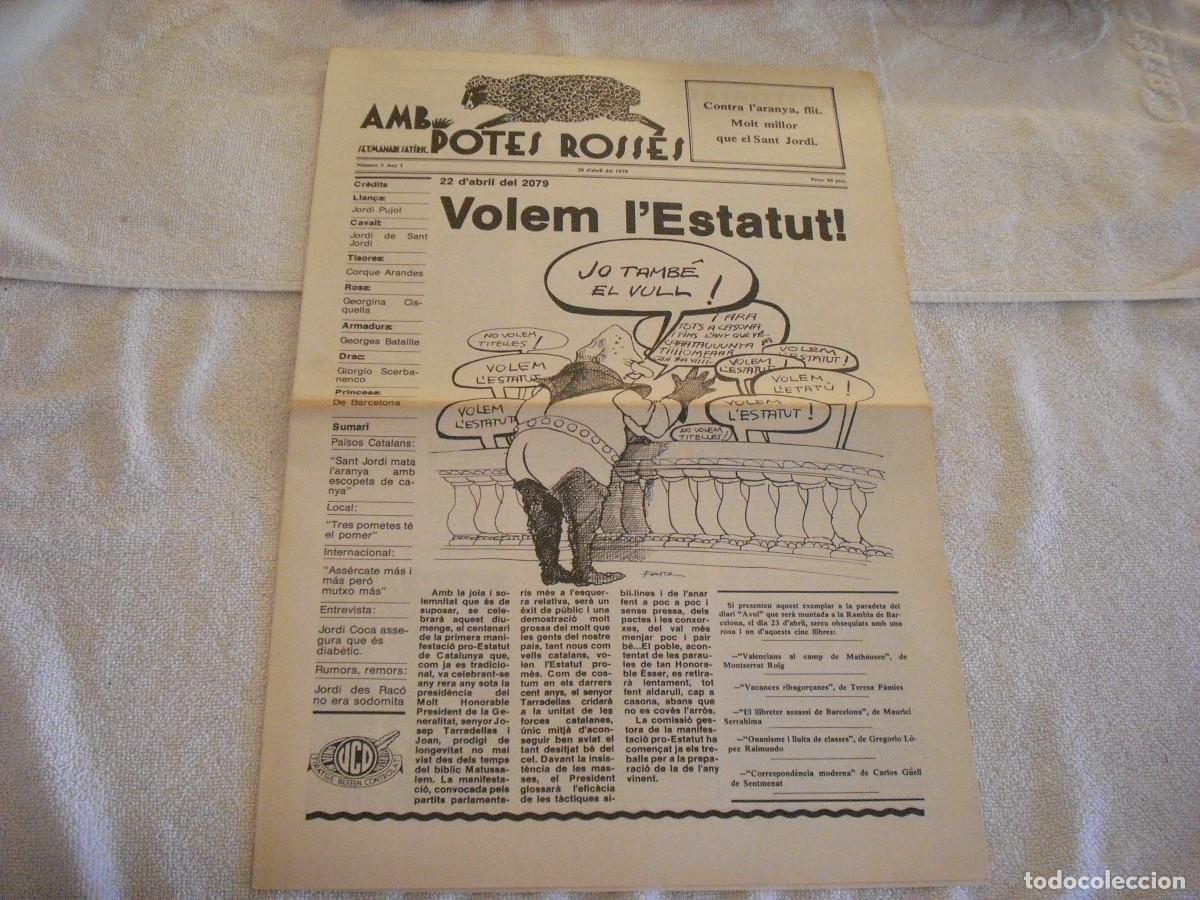 AMB
POTES ROSSES
SETMANARI SATÍRIC
Contra l'aranya, flit.
Molt millor
que el Sant Jordi.
Número 3 Any 1
20 d'abril del 1979
Preu: 40 ptes.
22 d'abril del 2079
Volem l'Estatut!
Crèdits
Llança:
Jordi Pujol
Cavall:
Jordi de Sant
Jordi
Tisores:
Corque Arandes
Rosa:
Georgina Cis-
quella
Armadura:
Georges Bataille
Drac:
Giorgio Scerba-
nenco
Princesa:
De Barcelona
Sumari
Països Catalans:
"Sant Jordi mata
l'aranya amb
escopeta de ca-
nya"
Local:
"Tres pometes té
el pomer"
Internacional:
"Assércate más i
más peró
mutxo más"
Entrevista:
Jordi Coca asse-
gura que és
diabètic.
Rumors, remors:
Jordi des Racó
no era sodomita
UCD
VIRATGE BEFEEN CONTROLAT
JO TAMBÉ
EL VULL !
I ARA
TOTS A CASONA
I FINS L'ANY QUE VÉ
NO VOLEM
TITELLES !
VOLEM
L'ESTATUT
VOLEM
L'ESTATUT
VOLEM
L'ESTATUT !
VOLEM !
L'ESTATUT
VOLEM
L'ETATÚ !
VOLEM
L'ESTATUT !
NO VOLEM
TITELLES !
Amb la joia i so-
lemnitat que és de
suposar, se cele-
brarà aquest diu-
menge, el centenari
de la primera mani-
festació pro-Estatut
de Catalunya que,
com ja es tradicio-
nal, va celebrant-se
any rera any sota la
presidència del
Molt Honorable
President de la Ge-
neralitat, senyor Jo-
sep Tarradellas i
Joan, prodigi de
longevitat no mai
vist des dels temps
del bíblic Matussa-
lem. La manifesta-
ció, convocada pels
partits parlamenta-
ris més a l'esquer-
ra relativa, serà un
èxit de públic i una
demostració molt
grossa del molt que
les gents del nostre
país, tant nous com
vells catalans, vo-
len l'Estatut pro-
mès. Com de cos-
tum en els darrers
cent anys, el senyor
Tarradellas cridarà
a la unitat de les
forces catalanes,
únic mitjà d'acon-
seguir ben aviat el
tant desitjat bé del
cel. Davant la insis-
tència de les mas-
ses, el President
glossarà l'eficàcia
de les tàctiques si-
bil.lines i de l'anar
fent a poc a poc i
sense pressa, dels
pactes i les conxor-
xes, del val més
menjar poc i pair
bé... El poble, acon-
tentat de les parau-
les de tan Honora-
ble Ésser, es retira-
rà lentament, tot
fent aldarull, cap a
casona, abans que
no es covés l'arròs.
La comissió ges-
tora de la manifes-
tació pro-Estatut ha
començat ja els tre-
balls per a la prepa-
ració de la de l'any
vinent.
Si presenteu aquest exemplar a la paradeta del
diari "Avui" que serà muntada a la Rambla de Bar-
celona, el dia 23 d'abril, sereu obsequiats amb una
rosa i un d'aquests cinc llibres:
—"Valencians al camp de Mathausen", de
Montserrat Roig
—"Vacances ribagorçanes", de Teresa Pàmies
—"El llibreter assassí de Barcelona", de Maurici
Serrahima
—"Onanisme i lluita de classes", de Gregorio Ló-
pez Raimundo
—"Correspondència moderna" de Carlos Güell
de Sentmenat
todocoleccion